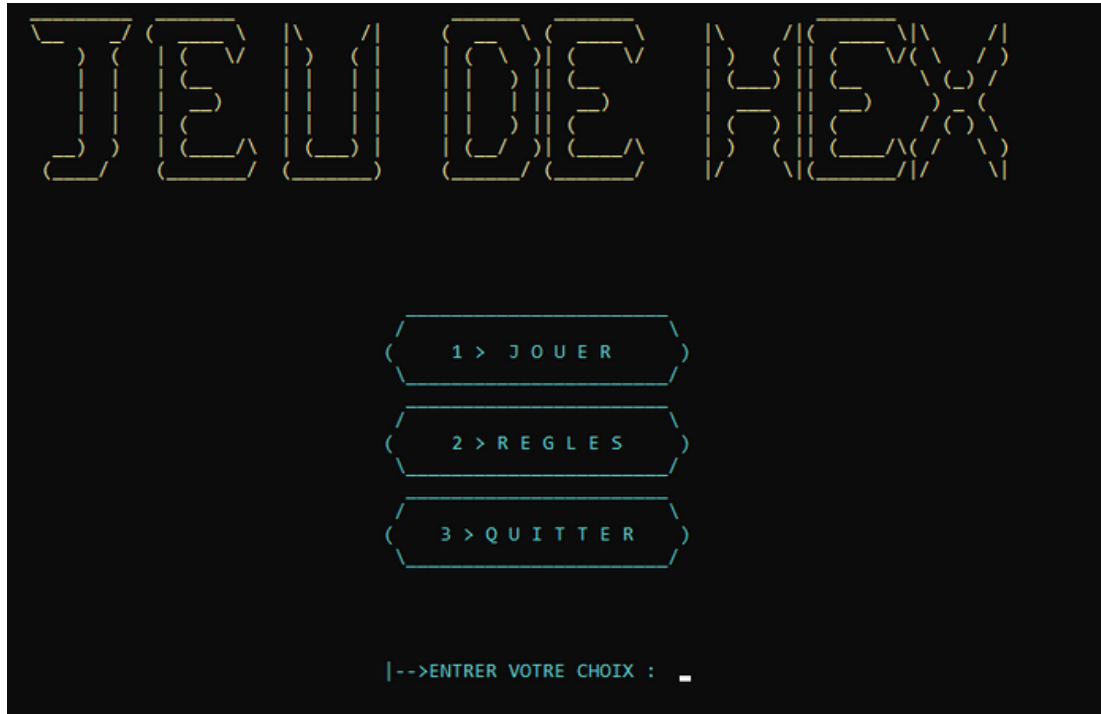 JEU DE HEX
1 > J O U E R
2 > R E G L E S
3 > Q U I T T E R
|-->ENTRER VOTRE CHOIX :